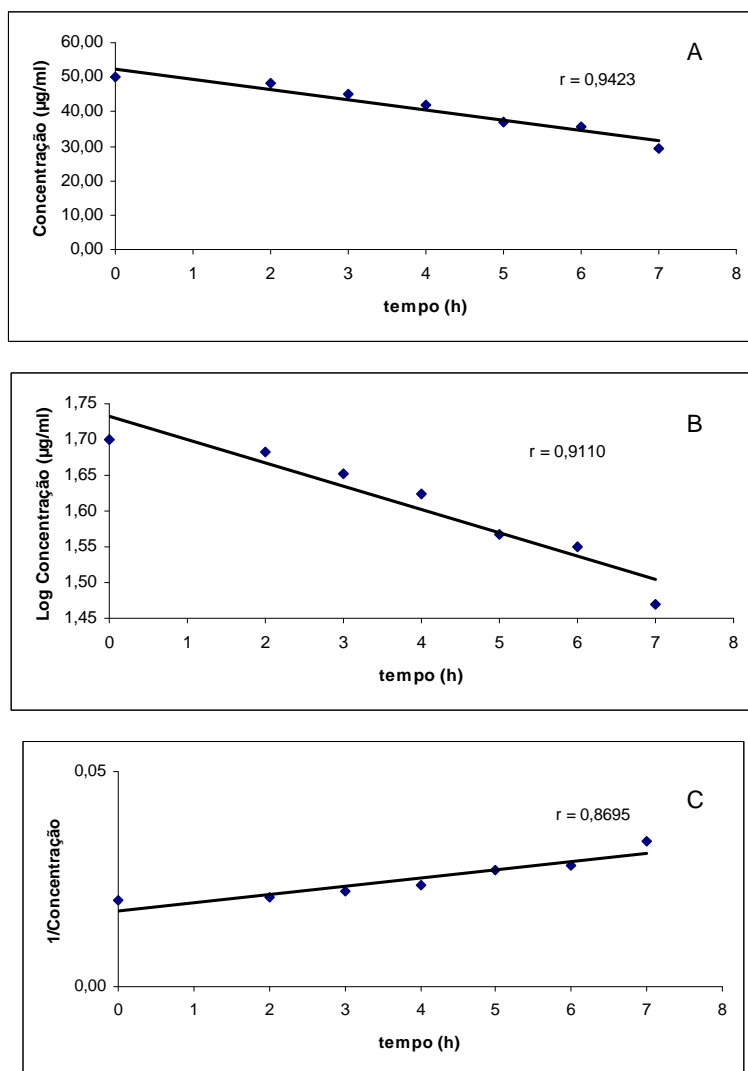 A
r = 0,9423
Concentração (µg/ml)
60,00
50,00
40,00
30,00
20,00
10,00
0,00
0 1 2 3 4 5 6 7 8
tempo (h)
B
r = 0,9110
Log Concentração (µg/ml)
1,75
1,70
1,65
1,60
1,55
1,50
1,45
0 1 2 3 4 5 6 7 8
tempo (h)
C
r = 0,8695
1/Concentração
0,05
0,00
0 1 2 3 4 5 6 7 8
tempo (h)